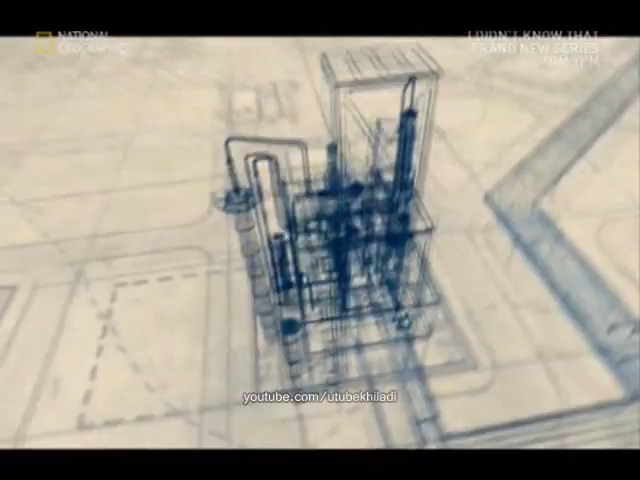 NATIONAL
GEOGRAPHIC
I DIDN'T KNOW THAT
BRAND NEW SERIES
youtube.com/utubekhiladi